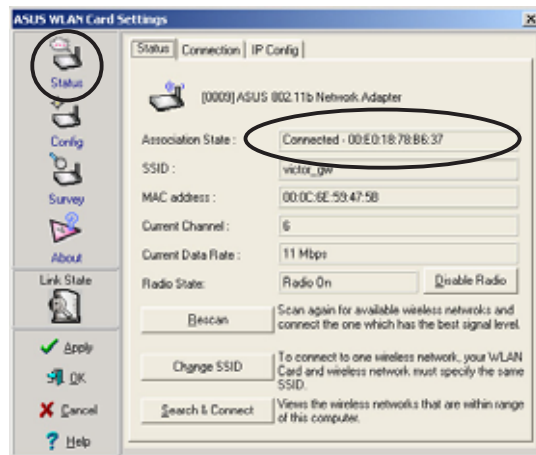 ASUS WLAN Card Settings
Status
Config
Survey
About
Link State
Apply
OK
Cancel
Help
Status Connection IP Config
[0009] ASUS 802.11b Network Adapter
Association State : Connected - 00:E0:18:78:B6:37
SSID : victor_gw
MAC address : 00:0C:6E:59:47:5B
Current Channel : 6
Current Data Rate : 11 Mbps
Radio State: Radio On Disable Radio
Rescan
Scan again for available wireless netwroks and
connect the one which has the best signal level.
Change SSID
To connect to one wireless network, your WLAN
Card and wireless network must specify the same
SSID.
Search & Connect
Views the wireless networks that are within range
of this computer.